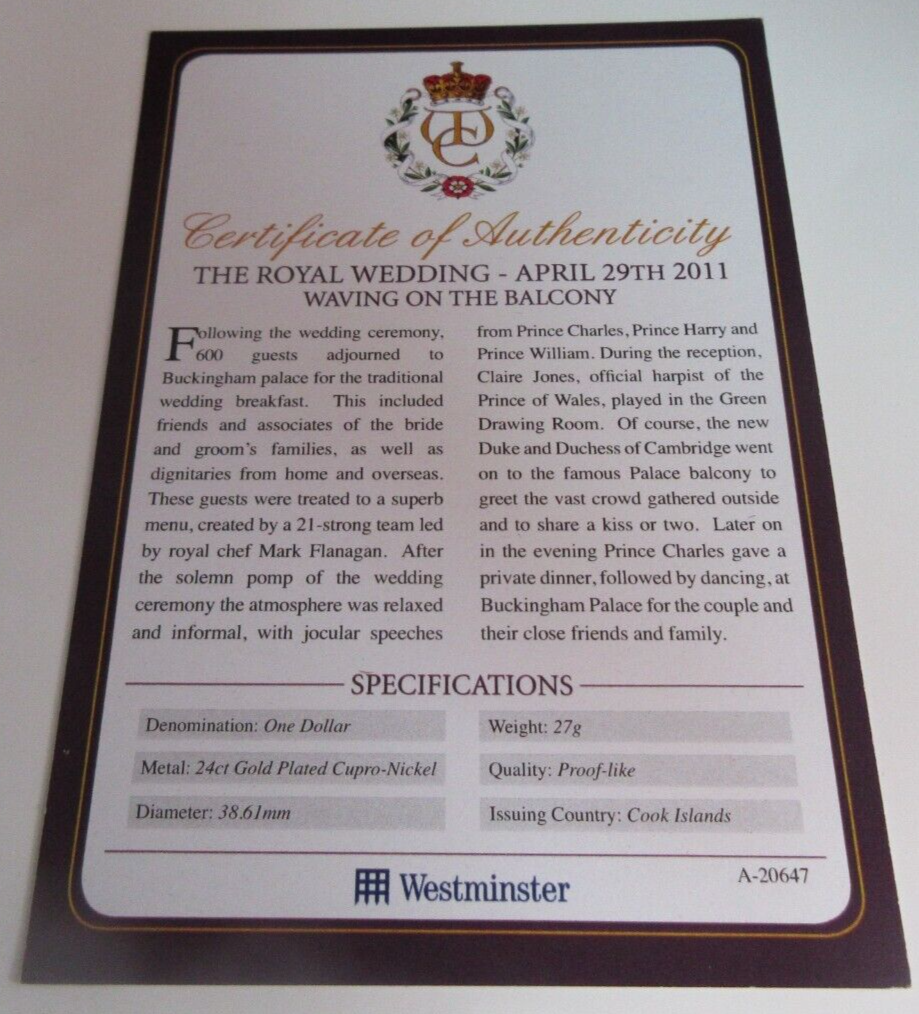 Certificate of Authenticity
THE ROYAL WEDDING - APRIL 29TH 2011
WAVING ON THE BALCONY
Following the wedding ceremony,
600 guests adjourned to
Buckingham palace for the traditional
wedding breakfast. This included
friends and associates of the bride
and groom's families, as well as
dignitaries from home and overseas.
These guests were treated to a superb
menu, created by a 21-strong team led
by royal chef Mark Flanagan. After
the solemn pomp of the wedding
ceremony the atmosphere was relaxed
and informal, with jocular speeches
from Prince Charles, Prince Harry and
Prince William. During the reception,
Claire Jones, official harpist of the
Prince of Wales, played in the Green
Drawing Room. Of course, the new
Duke and Duchess of Cambridge went
on to the famous Palace balcony to
greet the vast crowd gathered outside
and to share a kiss or two. Later on
in the evening Prince Charles gave a
private dinner, followed by dancing, at
Buckingham Palace for the couple and
their close friends and family.
SPECIFICATIONS
Denomination: One Dollar
Metal: 24ct Gold Plated Cupro-Nickel
Diameter: 38.61mm
Weight: 27g
Quality: Proof-like
Issuing Country: Cook Islands
Westminster
A-20647